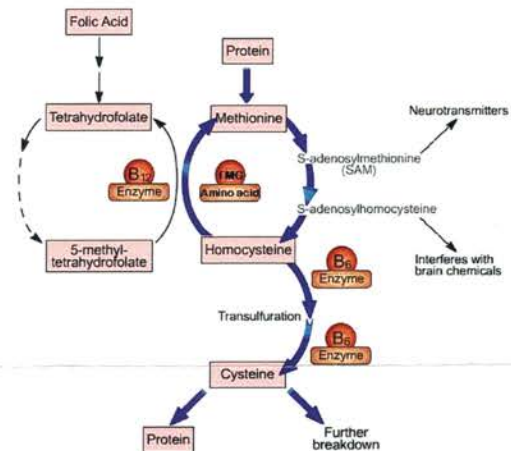 Folic Acid
Protein
Tetrahydrofolate
Methionine
Neurotransmitters
B12
Enzyme
TMG
Amino acid
S-adenosylmethionine
(SAM)
S-adenosylhomocysteine
5-methyl-
tetrahydrofolate
Homocysteine
B6
Enzyme
Interferes with
brain chemicals
Transulfuration
B6
Enzyme
Cysteine
Protein
Further
breakdown